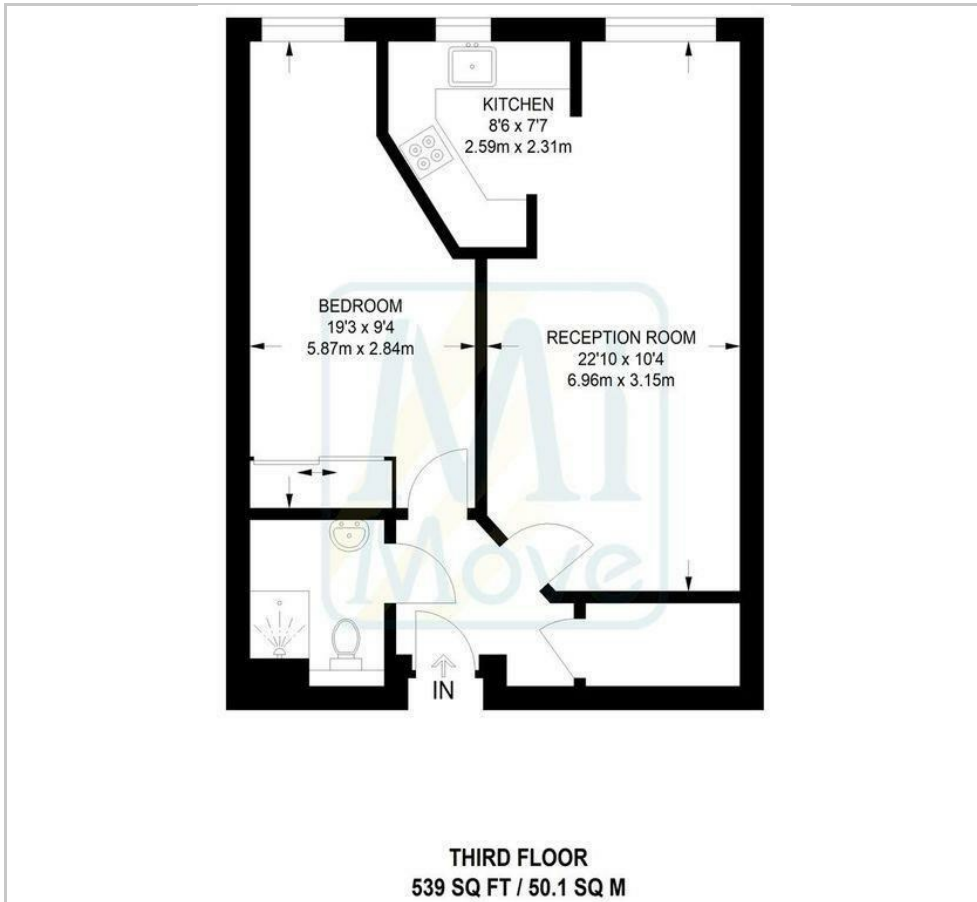 KITCHEN
8'6 x 7'7
2.59m x 2.31m
BEDROOM
19'3 x 9'4
5.87m x 2.84m
RECEPTION ROOM
22'10 x 10'4
6.96m x 3.15m
Mi
Move
IN
THIRD FLOOR
539 SQ FT / 50.1 SQ M